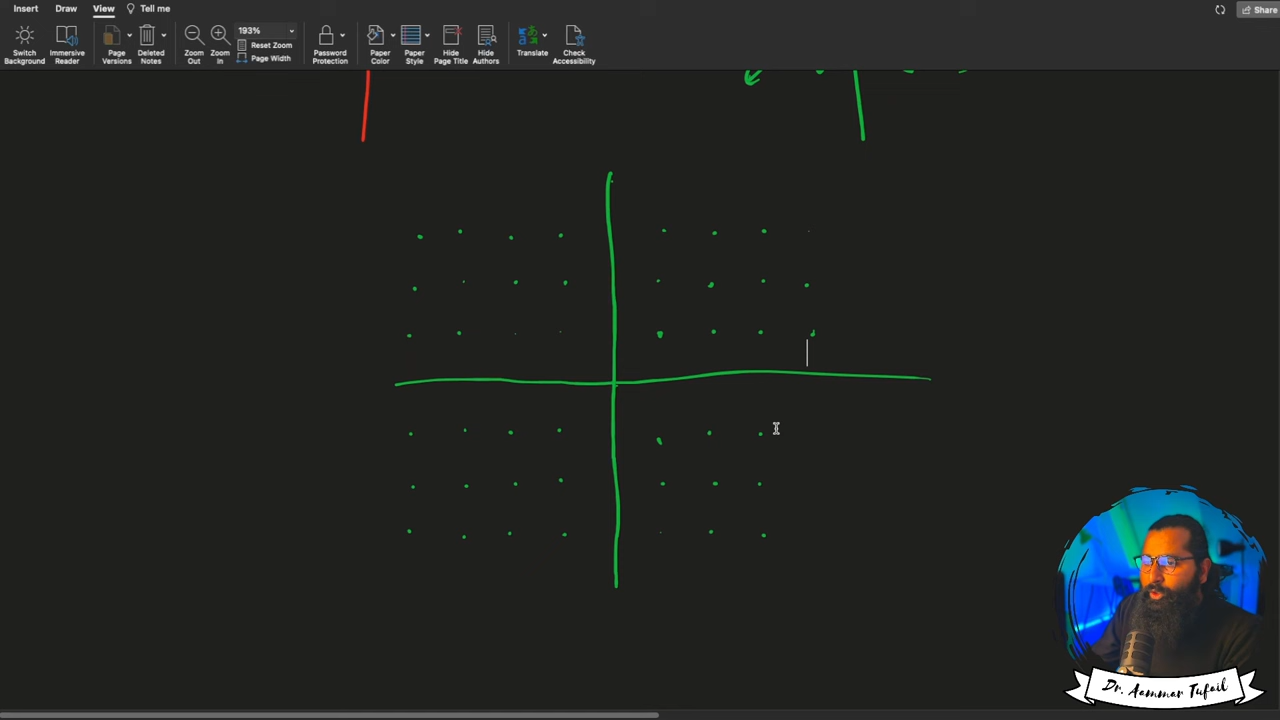 Insert Draw View Tell me Share
193%
Reset Zoom
Page Width
Switch Background
Immersive Reader
Page Versions
Deleted Notes
Zoom Out
Zoom In
Password Protection
Paper Color
Paper Style
Hide Page Title
Hide Authors
Translate
Check Accessibility
Dr. Aammar Tufail